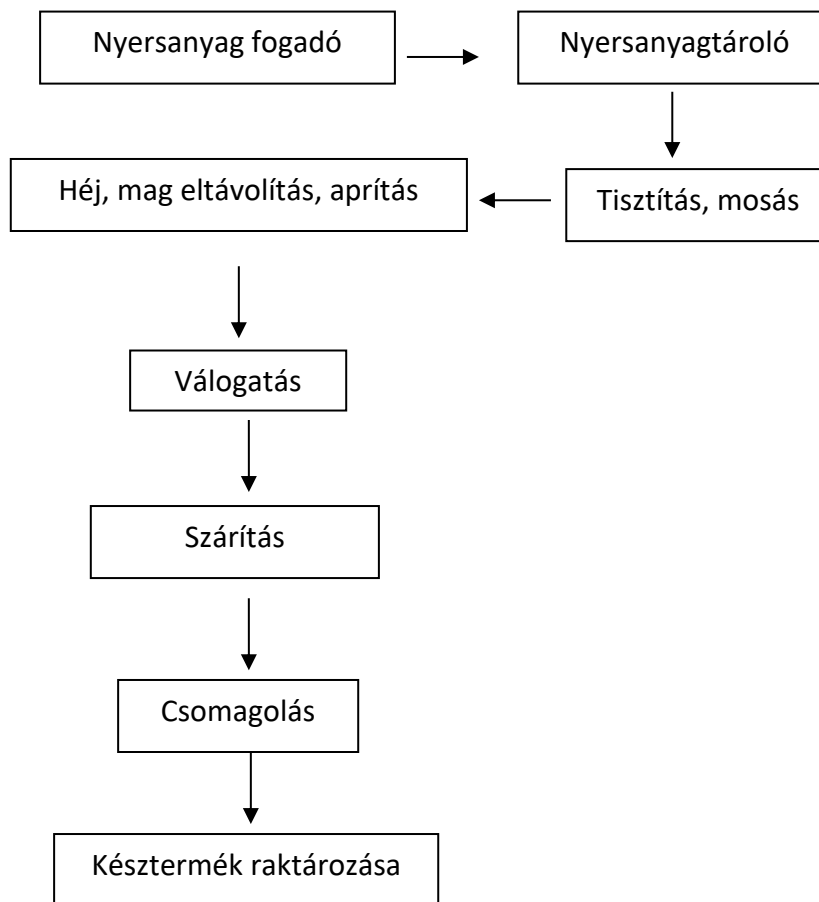 Nyersanyag fogadó
Nyersanyagtároló
Tisztítás, mosás
Héj, mag eltávolítás, aprítás
Válogatás
Szárítás
Csomagolás
Késztermék raktározása